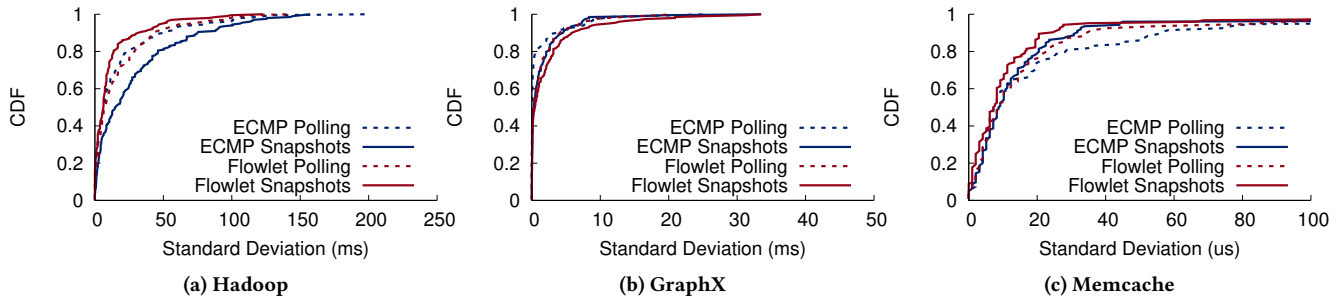 CDF
1
0.8
0.6
0.4
0.2
0
ECMP Polling
ECMP Snapshots
Flowlet Polling
Flowlet Snapshots
0 50 100 150 200 250
Standard Deviation (ms)
(a) Hadoop
CDF
1
0.8
0.6
0.4
0.2
0
ECMP Polling
ECMP Snapshots
Flowlet Polling
Flowlet Snapshots
0 10 20 30 40 50
Standard Deviation (ms)
(b) GraphX
CDF
1
0.8
0.6
0.4
0.2
0
ECMP Polling
ECMP Snapshots
Flowlet Polling
Flowlet Snapshots
0 20 40 60 80 100
Standard Deviation (us)
(c) Memcache